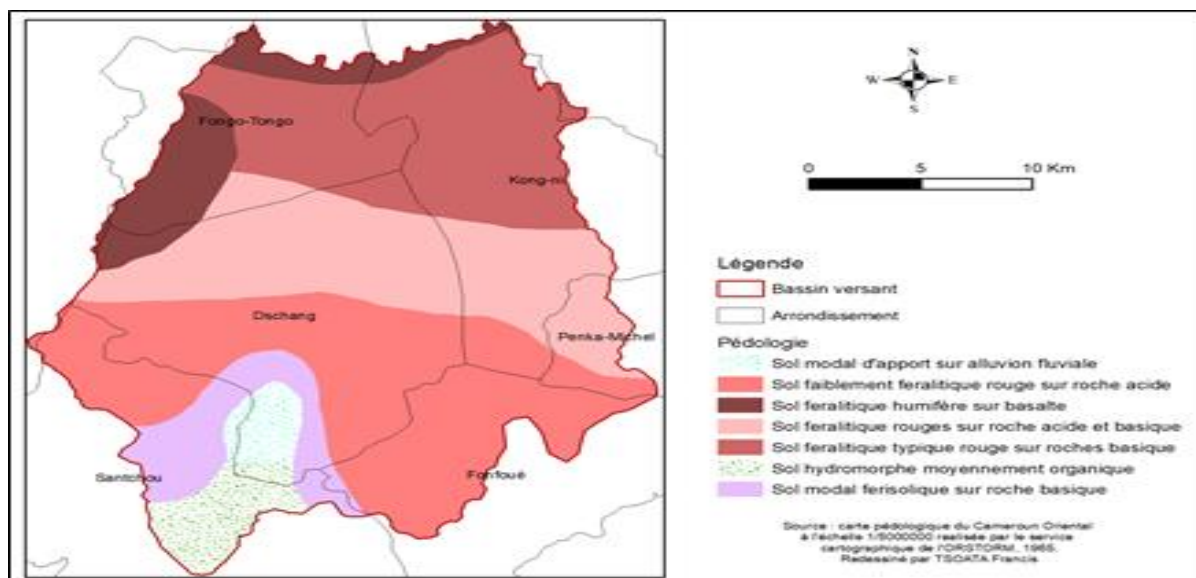 Fongo-Tongo
Kong-ni
Dschang
Penka-Michel
Santchou
Fonfoué
N
W E
S
0 5 10 Km
Légende
Bassin versant
Arrondissement
Pédologie
Sol modal d'apport sur alluvion fluviale
Sol faiblement feralitique rouge sur roche acide
Sol feralitique humifère sur basalte
Sol feralitique rouges sur roche acide et basique
Sol feralitique typique rouge sur roches basique
Sol hydromorphe moyennement organique
Sol modal ferisolique sur roche basique
Source : carte pédologique du Cameroun Oriental
à l'échelle 1/5000000 realisée par le service
cartographique de l'ORSTORM, 1965.
Redessiné par TSOATA Francis